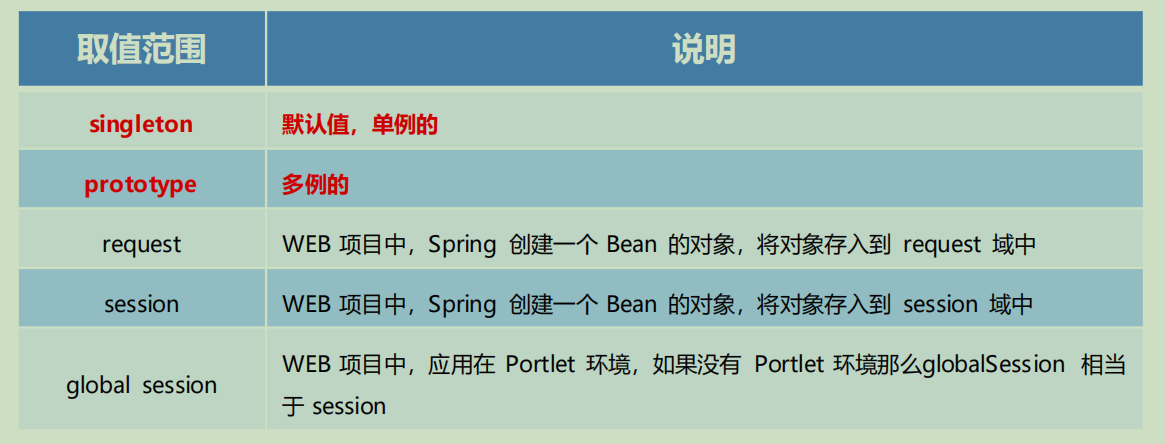 取值范围 说明
singleton 默认值，单例的
prototype 多例的
request WEB 项目中，Spring 创建一个 Bean 的对象，将对象存入到 request 域中
session WEB 项目中，Spring 创建一个 Bean 的对象，将对象存入到 session 域中
global session WEB 项目中，应用在 Portlet 环境，如果没有 Portlet 环境那么globalSession 相当
于 session